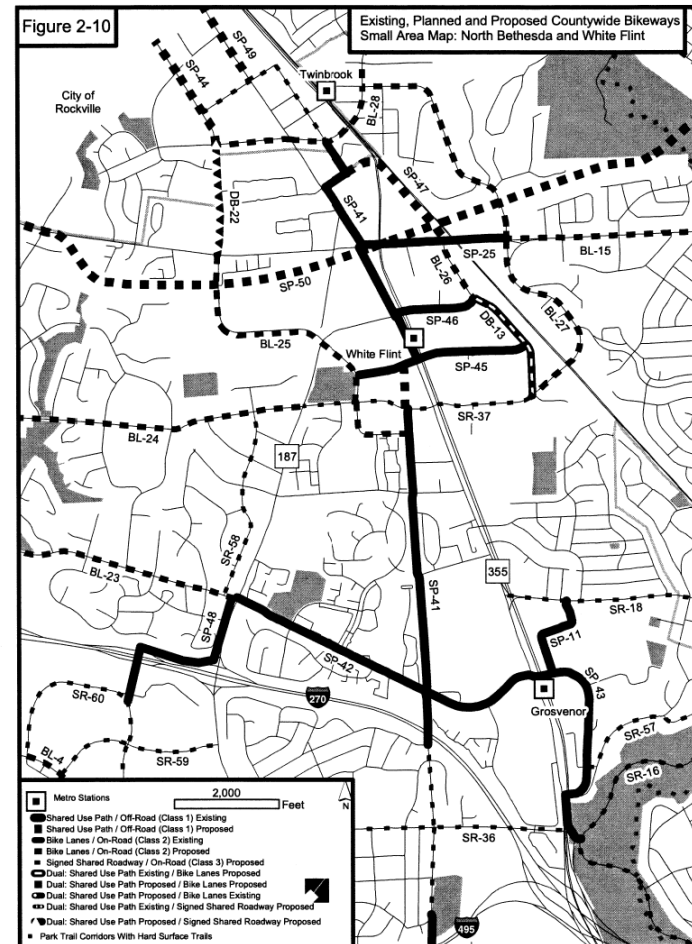 Figure 2-10
Existing, Planned and Proposed Countywide Bikeways
Small Area Map: North Bethesda and White Flint
SP-49
SP-44
Twinbrook
City of
Rockville
BL-28
SP-47
DB-22
SP-41
SP-25
BL-15
BL-26
SP-50
SP-46
DB-13
BL-27
BL-25
White Flint
SP-45
SR-37
BL-24
187
SR-58
355
BL-23
SP-41
SR-18
SP-48
SP-11
SP-42
SP-43
SR-60
270
Grosvenor
SR-57
BL-4
SR-59
SR-16
Metro Stations
2,000
Feet
N
Shared Use Path / Off-Road (Class 1) Existing
Shared Use Path / Off-Road (Class 1) Proposed
Bike Lanes / On-Road (Class 2) Existing
Bike Lanes / On-Road (Class 2) Proposed
SR-36
Signed Shared Roadway / On-Road (Class 3) Proposed
Dual: Shared Use Path Existing / Bike Lanes Proposed
Dual: Shared Use Path Proposed / Bike Lanes Proposed
Dual: Shared Use Path Proposed / Bike Lanes Existing
Dual: Shared Use Path Existing / Signed Shared Roadway Proposed
Dual: Shared Use Path Proposed / Signed Shared Roadway Proposed
495
Park Trail Corridors With Hard Surface Trails